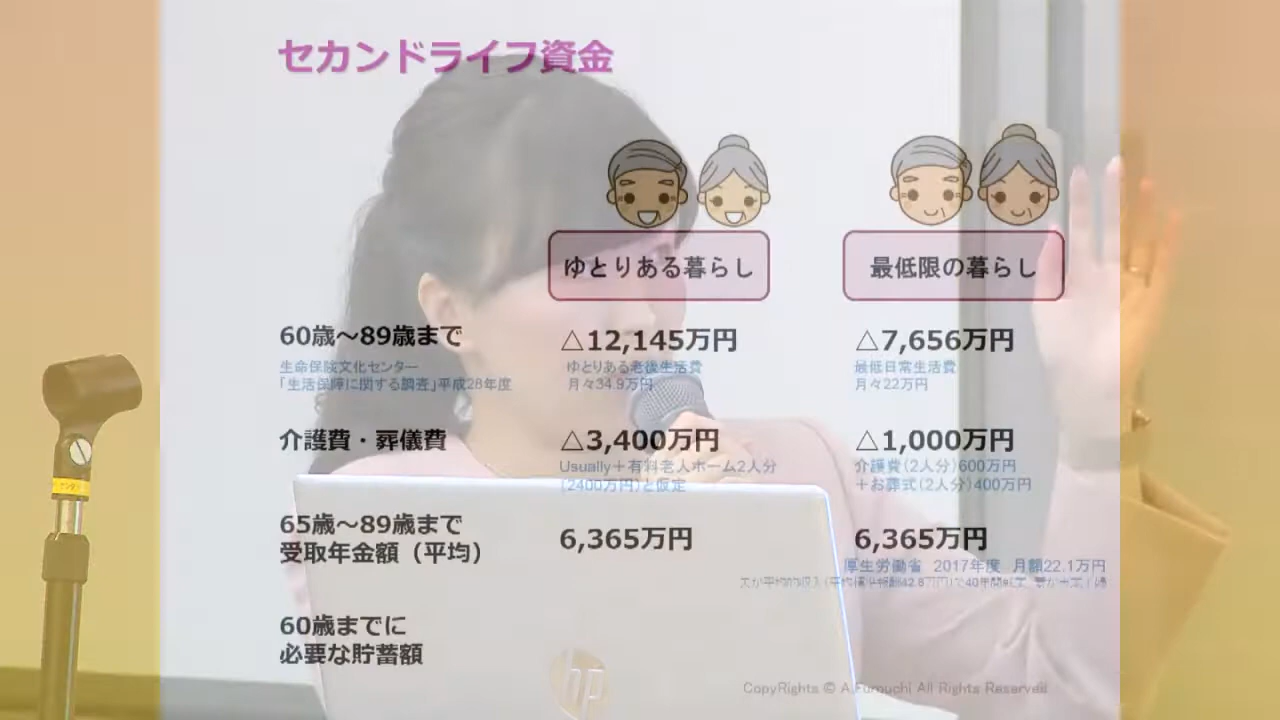 セカンドライフ資金
ゆとりある暮らし
最低限の暮らし
60歳～89歳まで
△12,145万円
△7,656万円
生命保険文化センター
「生活保障に関する調査」平成28年度
ゆとりある老後生活費
月々34.9万円
最低日常生活費
月々22万円
介護費・葬儀費
△3,400万円
△1,000万円
Usually＋有料老人ホーム2人分
(2400万円)と仮定
介護費(2人分)600万円
＋お葬式(2人分)400万円
65歳～89歳まで
受取年金額（平均）
6,365万円
6,365万円
厚生労働省 2017年度 月額22.1万円
60歳までに
必要な貯蓄額
hp
CopyRights © A.Fumouchi All Rights Reserved